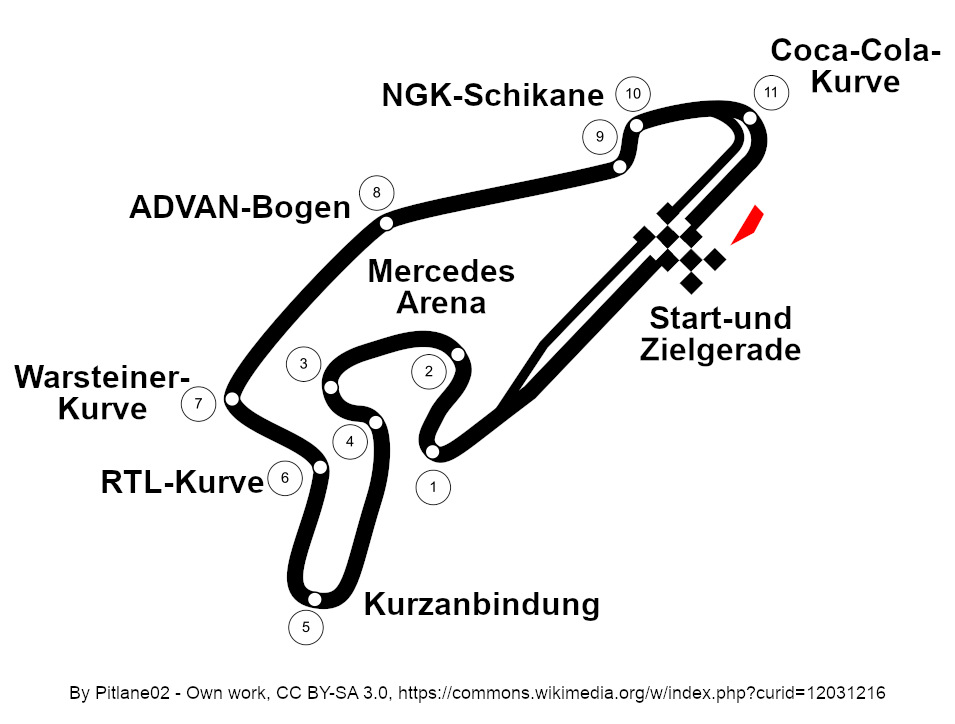 Coca-Cola-
Kurve
11
NGK-Schikane
10
9
8
ADVAN-Bogen
Mercedes
Arena
Start-und
Zielgerade
3
2
Warsteiner-
Kurve
7
4
RTL-Kurve
6
1
Kurzanbindung
5
By Pitlane02 - Own work, CC BY-SA 3.0, https://commons.wikimedia.org/w/index.php?curid=12031216